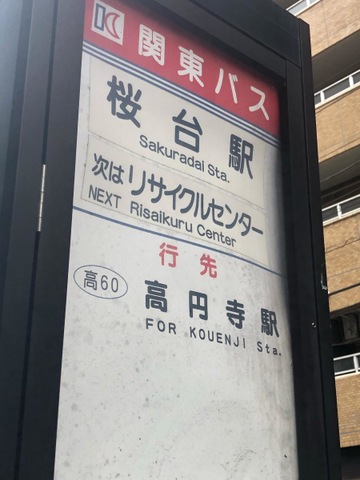 関東バス
桜台駅
Sakuradai Sta.
次は リサイクルセンター
NEXT Risaikuru Center
行先
高60 高円寺駅
FOR KOUENJI Sta.